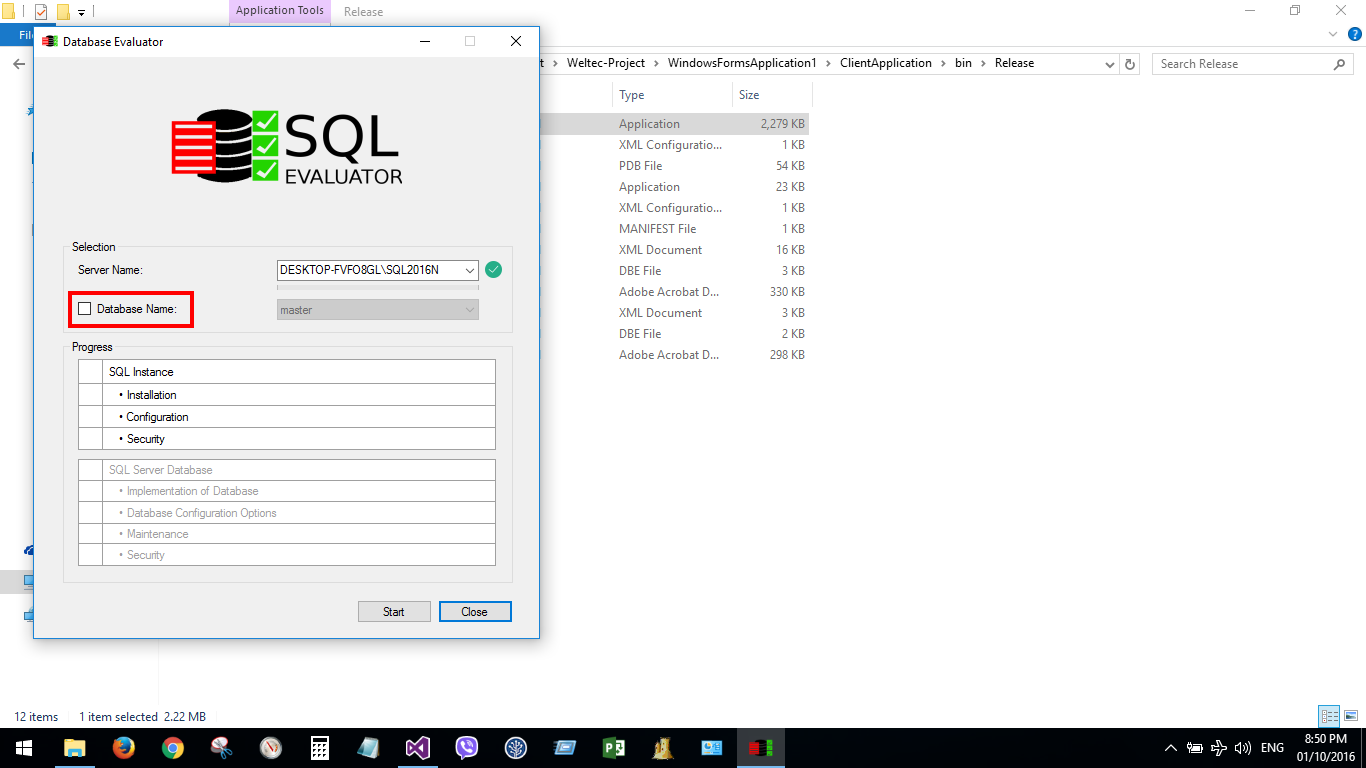 Application Tools
Release
Fil
Database Evaluator
t > Weltec-Project > WindowsFormsApplication1 > ClientApplication > bin > Release
Search Release
Type Size
Application 2,279 KB
XML Configuratio... 1 KB
PDB File 54 KB
Application 23 KB
XML Configuratio... 1 KB
MANIFEST File 1 KB
XML Document 16 KB
DBE File 3 KB
Adobe Acrobat D... 330 KB
XML Document 3 KB
DBE File 2 KB
Adobe Acrobat D... 298 KB
SQL
EVALUATOR
Selection
Server Name: DESKTOP-FVFO8GL\SQL2016N
Database Name: master
Progress
SQL Instance
• Installation
• Configuration
• Security
SQL Server Database
• Implementation of Database
• Database Configuration Options
• Maintenance
• Security
Start Close
12 items 1 item selected 2.22 MB
ENG
8:50 PM
01/10/2016